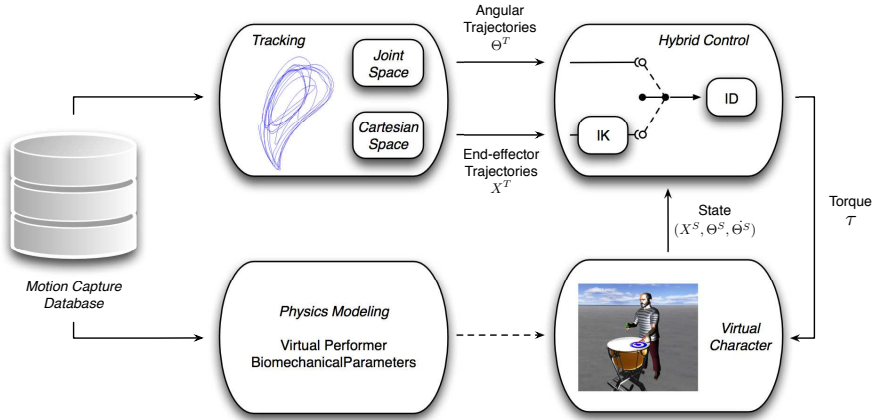 Tracking
Joint
Space
Cartesian
Space
Angular
Trajectories
Θ^T
End-effector
Trajectories
X^T
Hybrid Control
IK
ID
State
(X^S, Θ^S, Θ̇^S)
Torque
τ
Motion Capture
Database
Physics Modeling
Virtual Performer
BiomechanicalParameters
Virtual
Character